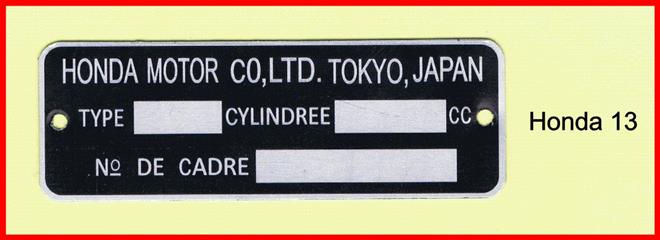 HONDA MOTOR CO,LTD. TOKYO, JAPAN
TYPE CYLINDREE CC
Nº DE CADRE
Honda 13